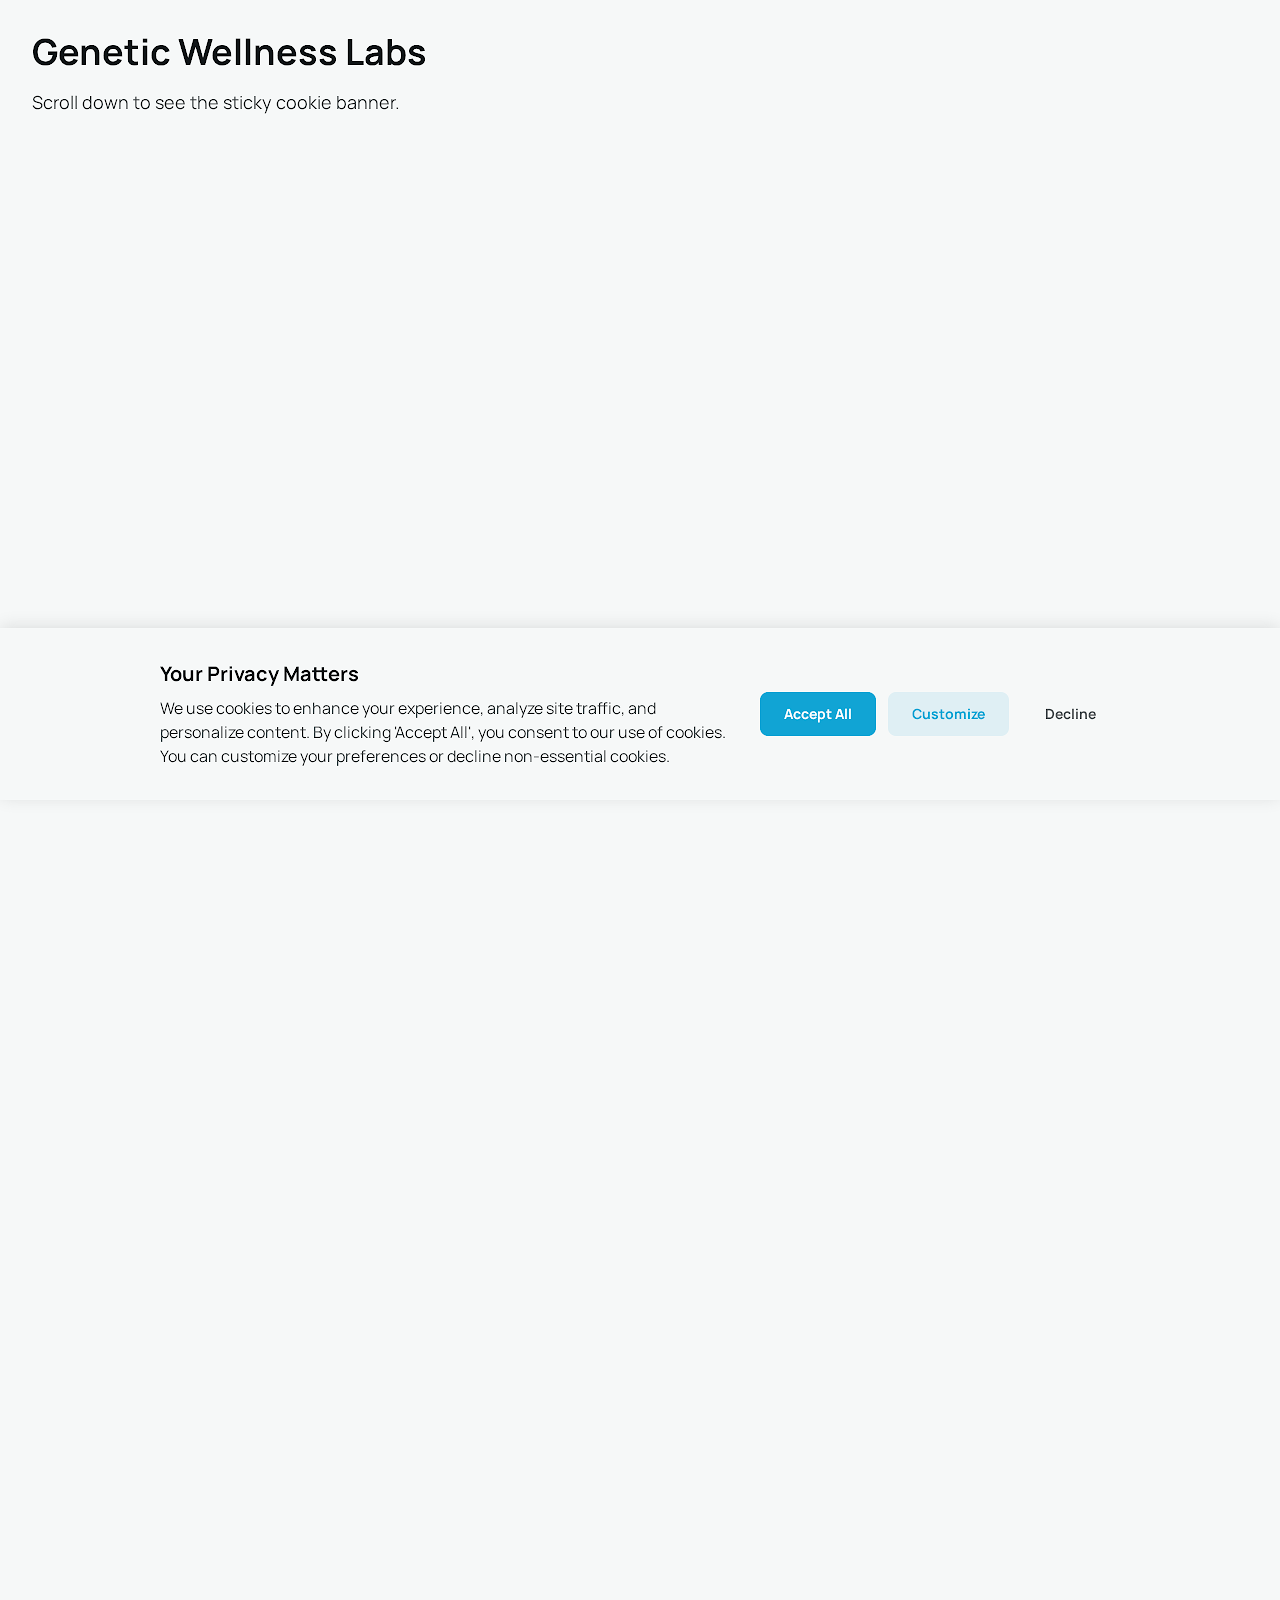 Genetic Wellness Labs
Scroll down to see the sticky cookie banner.
Your Privacy Matters
We use cookies to enhance your experience, analyze site traffic, and
personalize content. By clicking 'Accept All', you consent to our use of cookies.
You can customize your preferences or decline non-essential cookies.
Accept All
Customize
Decline